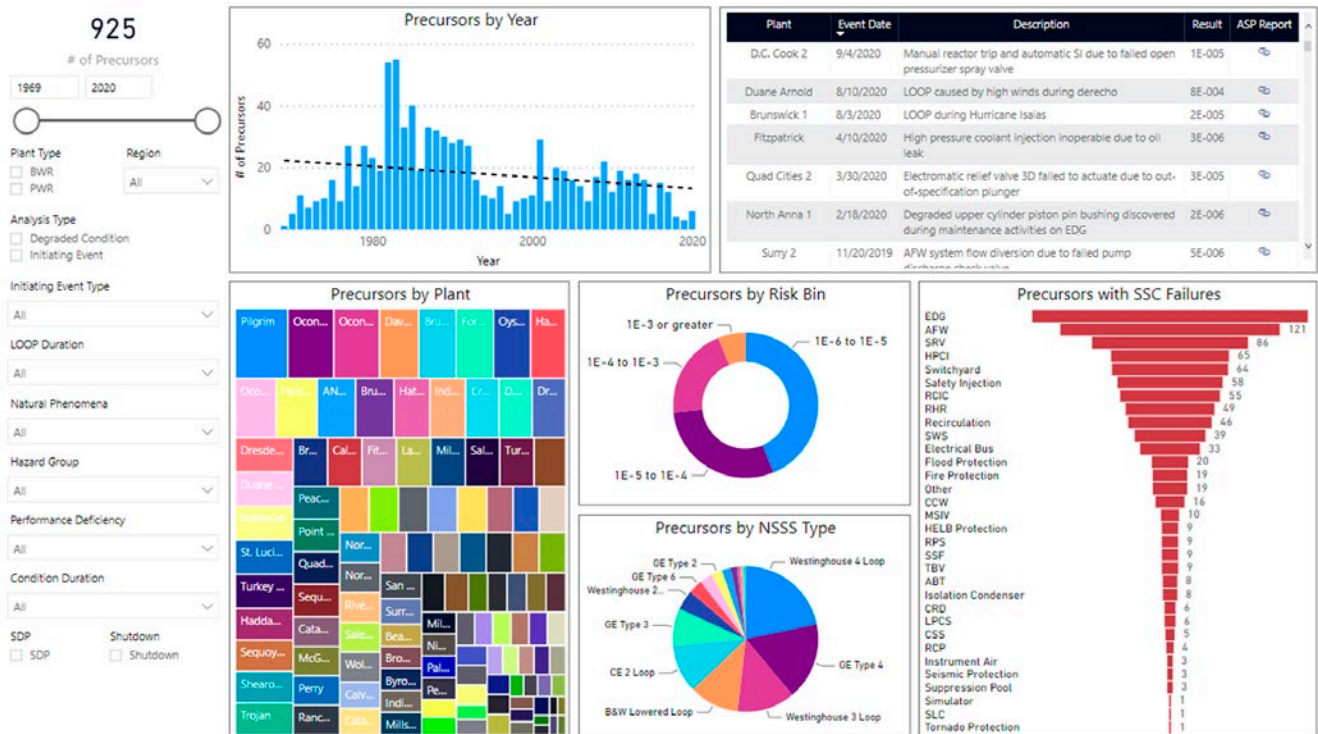 925
# of Precursors
1969 2020
Plant Type Region
BWR
PWR
All
Analysis Type
Degraded Condition
Initiating Event
Initiating Event Type
All
LOOP Duration
All
Natural Phenomena
All
Hazard Group
All
Performance Deficiency
All
Condition Duration
All
SDP Shutdown
SDP Shutdown
Precursors by Year
# of Precursors
60
40
20
0
1980 2000 2020
Year
Plant Event Date Description Result ASP Report
D.C. Cook 2 9/4/2020 Manual reactor trip and automatic SI due to failed open 1E-005
pressurizer spray valve
Duane Arnold 8/10/2020 LOOP caused by high winds during derecho 8E-004
Brunswick 1 8/3/2020 LOOP during Hurricane Isaias 2E-005
Fitzpatrick 4/10/2020 High pressure coolant injection inoperable due to oil 3E-006
leak
Quad Cities 2 3/30/2020 Electromatic relief valve 3D failed to actuate due to out- 3E-005
of-specification plunger
North Anna 1 2/18/2020 Degraded upper cylinder piston pin bushing discovered 2E-006
during maintenance activities on EDG
Surry 2 11/20/2019 AFW system flow diversion due to failed pump 5E-006
discharge check valve
Precursors by Plant
Pilgrim Ocon... Ocon... Dav... Bru... For... Oys... Ha...
Oco... AN... Bru... Hat... Ind... Cr... D... Dr...
Dresde... Br... Cal... Fit... La... Mil... Sal... Tur...
Duane ...
Peac...
Robinson
Point ...
St. Luci... Nor...
Quad...
Turkey ... Nor... San ...
Sequ... Rive... Surr...
Hadda... Cata... Sale... Bea... Mil...
Ni...
Sequoy... McG... Wol... Bro... Pal...
Shearo... Perry Calv... Byro... Pe...
Indi...
Trojan Ranc... Cata... Mills...
Precursors by Risk Bin
1E-3 or greater
1E-6 to 1E-5
1E-4 to 1E-3
1E-5 to 1E-4
Precursors by NSSS Type
GE Type 2
Westinghouse 4 Loop
GE Type 6
Westinghouse 2...
GE Type 3
GE Type 4
CE 2 Loop
B&W Lowered Loop
Westinghouse 3 Loop
Precursors with SSC Failures
EDG
AFW 121
SRV 86
HPCI 65
Switchyard 64
Safety Injection 58
RCIC 55
RHR 49
Recirculation 46
SWS 39
Electrical Bus 33
Flood Protection 20
Fire Protection 19
Other 19
CCW 16
MSIV 10
HELB Protection 9
RPS 9
SSF 9
TBV 9
ABT 8
Isolation Condenser 8
CRD 6
LPCS 6
CSS 5
RCP 4
Instrument Air 3
Seismic Protection 3
Suppression Pool 3
Simulator 1
SLC 1
Tornado Protection 1